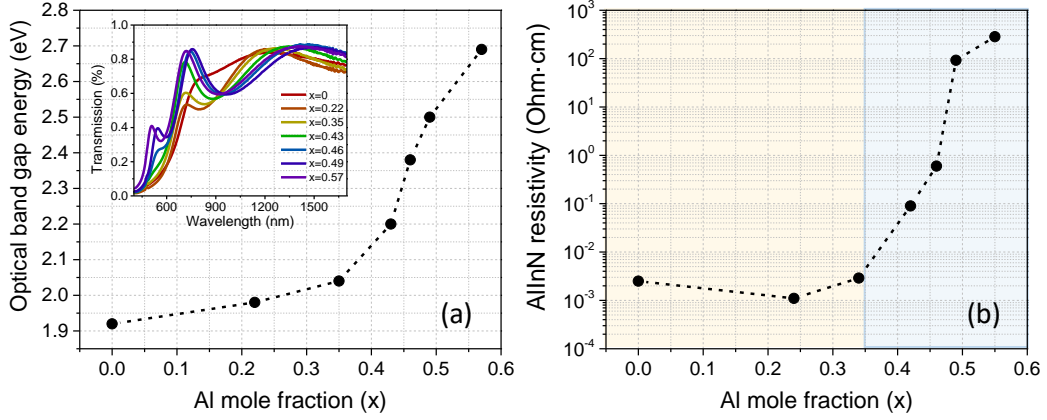 Optical band gap energy (eV)
2.8
2.7
2.6
2.5
2.4
2.3
2.2
2.1
2.0
1.9
0.0
0.1
0.2
0.3
0.4
0.5
0.6
Al mole fraction (x)
(a)
Transmission (%)
1.0
0.8
0.6
0.4
0.2
0.0
600
900
1200
1500
Wavelength (nm)
x=0
x=0.22
x=0.35
x=0.43
x=0.46
x=0.49
x=0.57
AlInN resistivity (Ohm·cm)
10³
10²
10¹
10⁰
10⁻¹
10⁻²
10⁻³
10⁻⁴
0.0
0.1
0.2
0.3
0.4
0.5
0.6
Al mole fraction (x)
(b)